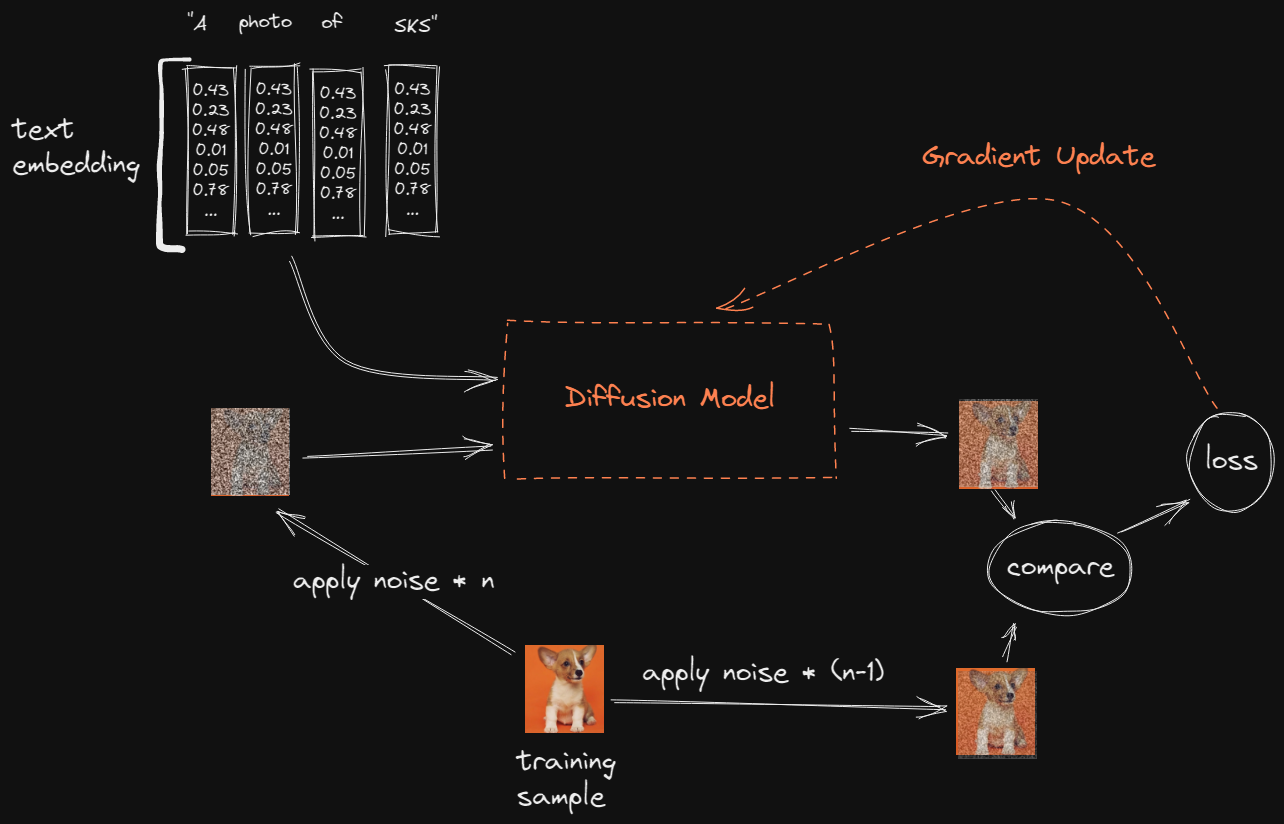 "A photo of SKS"
text
embedding
0.43 0.43 0.43 0.43
0.23 0.23 0.23 0.23
0.48 0.48 0.48 0.48
0.01 0.01 0.01 0.01
0.05 0.05 0.05 0.05
0.78 0.78 0.78 0.78
... ... ... ...
Gradient Update
Diffusion Model
loss
compare
apply noise * n
apply noise * (n-1)
training
sample